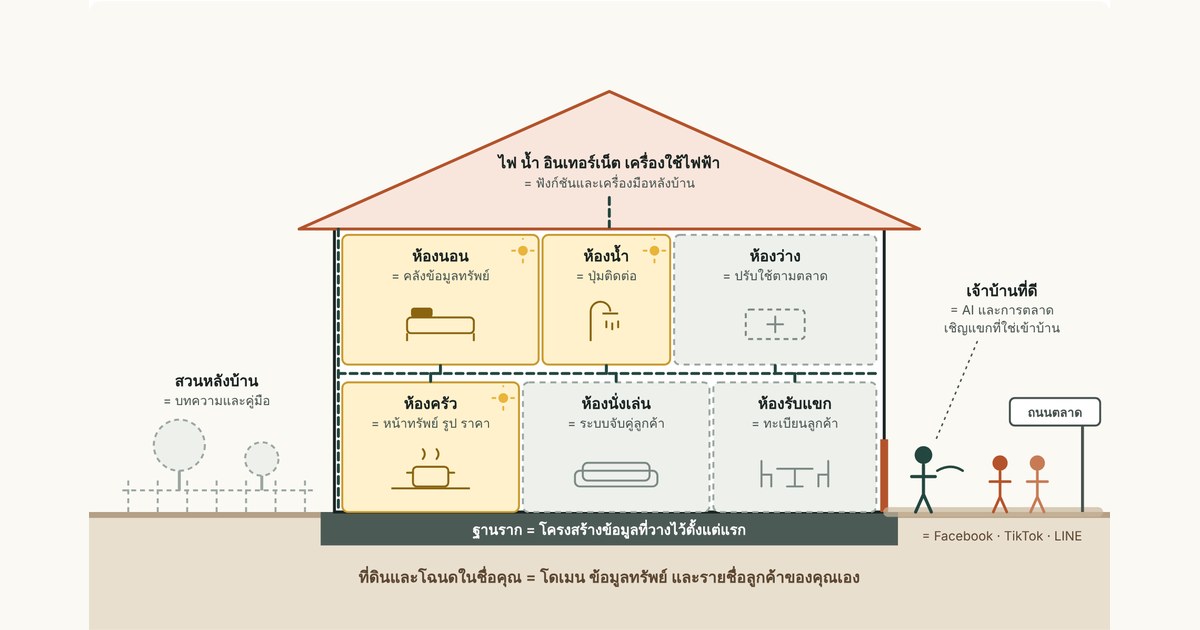 ไฟ น้ำ อินเทอร์เน็ต เครื่องใช้ไฟฟ้า
= ฟังก์ชันและเครื่องมือหลังบ้าน
ห้องนอน
= คลังข้อมูลทรัพย์
ห้องน้ำ
= ปุ่มติดต่อ
ห้องว่าง
= ปรับใช้ตามตลาด
เจ้าบ้านที่ดี
= AI และการตลาด
เชิญแขกที่ใช่เข้าบ้าน
สวนหลังบ้าน
= บทความและคู่มือ
ห้องครัว
= หน้าทรัพย์ รูป ราคา
ห้องนั่งเล่น
= ระบบจับคู่ลูกค้า
ห้องรับแขก
= ทะเบียนลูกค้า
ถนนตลาด
ฐานราก = โครงสร้างข้อมูลที่วางไว้ตั้งแต่แรก
= Facebook · TikTok · LINE
ที่ดินและโฉนดในชื่อคุณ = โดเมน ข้อมูลทรัพย์ และรายชื่อลูกค้าของคุณเอง